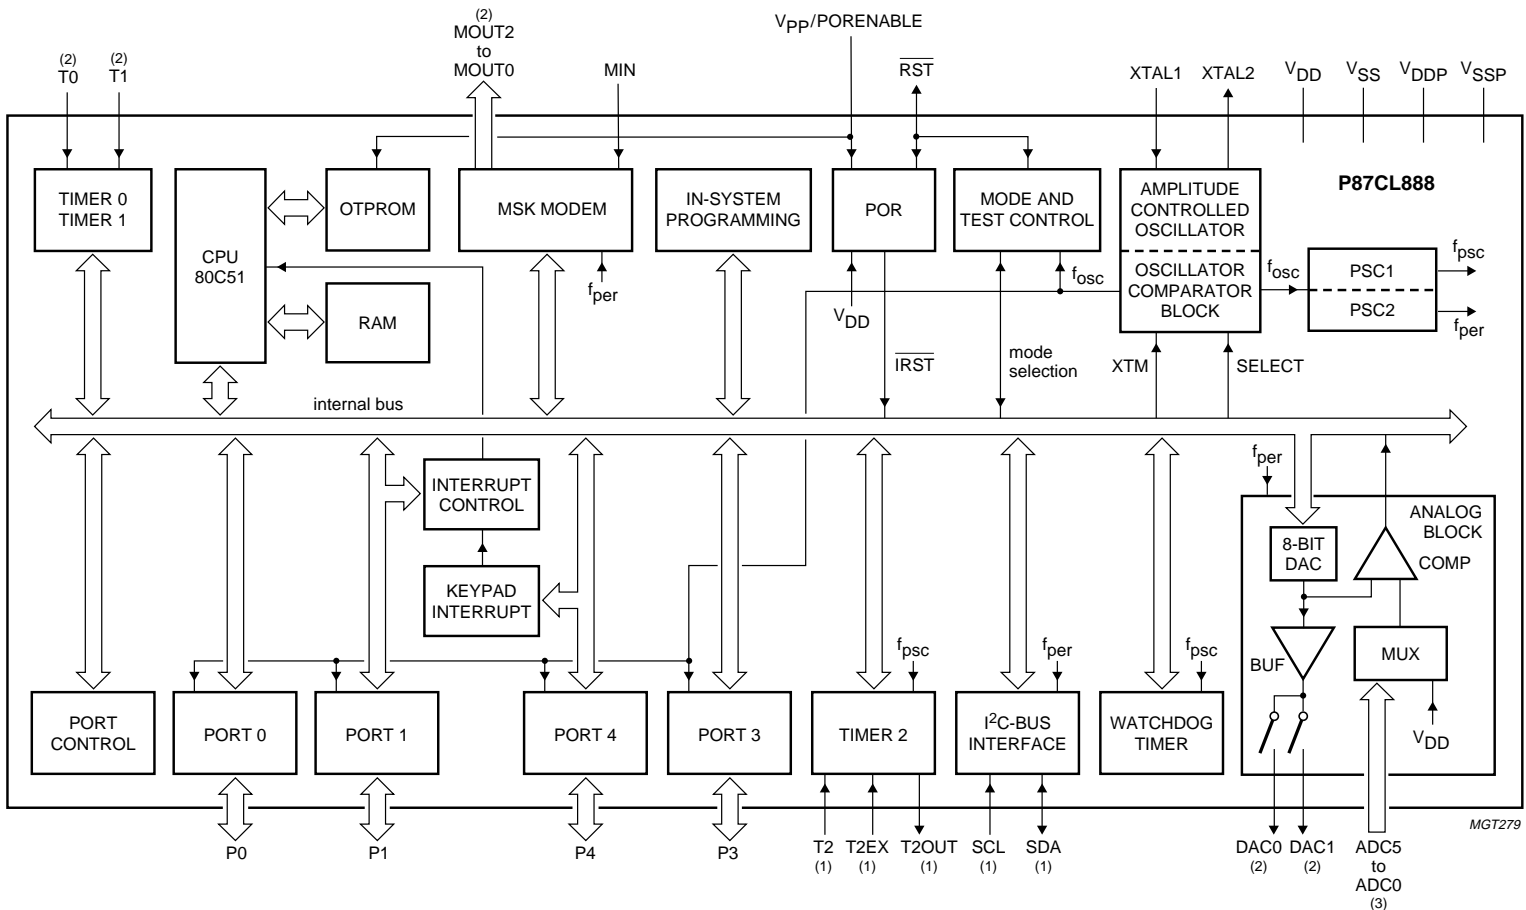 (2)
MOUT2
to
MOUT0
VPP/PORENABLE
(2)
T0
(2)
T1
MIN
RST
XTAL1
XTAL2
VDD
VSS
VDDP
VSSP
P87CL888
TIMER 0
TIMER 1
CPU
80C51
OTPROM
RAM
MSK MODEM
fper
IN-SYSTEM
PROGRAMMING
POR
VDD
IRST
MODE AND
TEST CONTROL
fosc
mode
selection
AMPLITUDE
CONTROLLED
OSCILLATOR
OSCILLATOR
COMPARATOR
BLOCK
XTM
SELECT
fosc
PSC1
PSC2
fpsc
fper
internal bus
INTERRUPT
CONTROL
KEYPAD
INTERRUPT
fper
ANALOG
BLOCK
8-BIT
DAC
COMP
BUF
MUX
VDD
fpsc
fper
fpsc
PORT
CONTROL
PORT 0
PORT 1
PORT 4
PORT 3
TIMER 2
I2C-BUS
INTERFACE
WATCHDOG
TIMER
MGT279
P0
P1
P4
P3
T2
(1)
T2EX
(1)
T2OUT
(1)
SCL
(1)
SDA
(1)
DAC0
(2)
DAC1
(2)
ADC5
to
ADC0
(3)